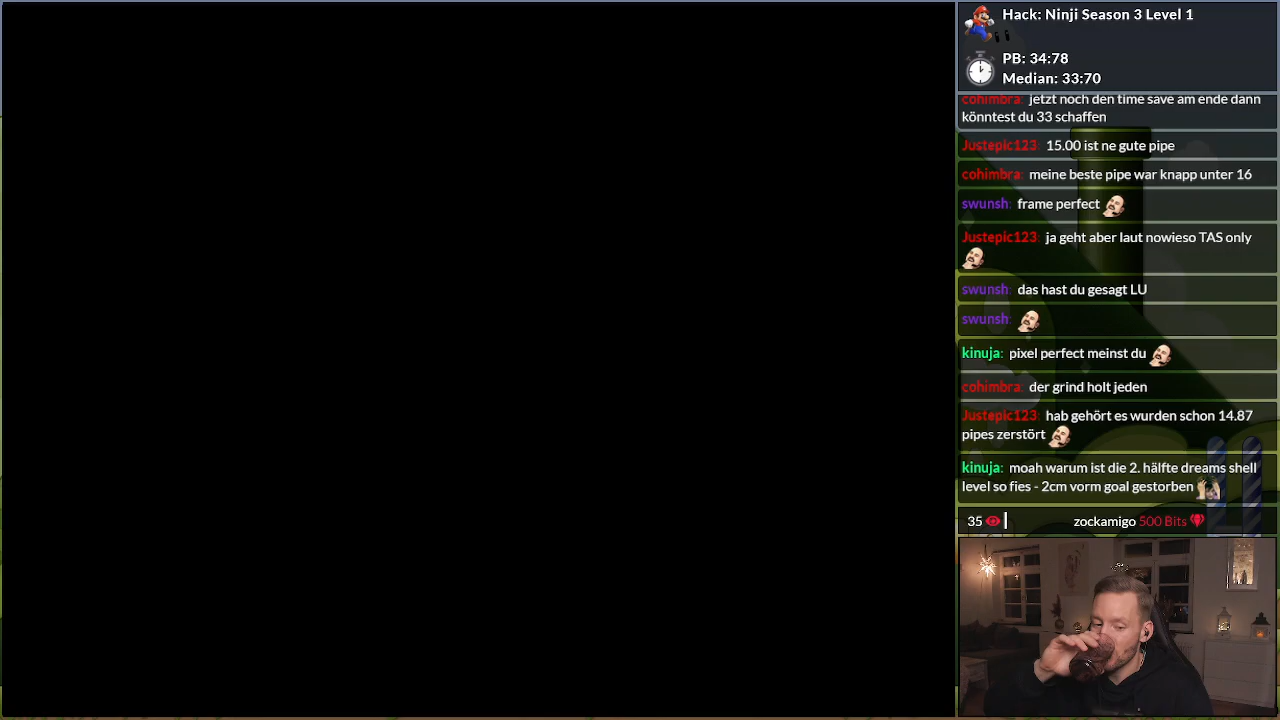 Hack: Ninji Season 3 Level 1
PB: 34:78
Median: 33:70
cohimbra: jetzt noch den time save am ende dann
könntest du 33 schaffen
Justepic123: 15.00 ist ne gute pipe
cohimbra: meine beste pipe war knapp unter 16
swunsh: frame perfect
Justepic123: ja geht aber laut nowieso TAS only
swunsh: das hast du gesagt LU
swunsh:
kinuja: pixel perfect meinst du
cohimbra: der grind holt jeden
Justepic123: hab gehört es wurden schon 14.87
pipes zerstört
kinuja: moah warum ist die 2. hälfte dreams shell
level so fies - 2cm vorm goal gestorben
35 zockamigo 500 Bits